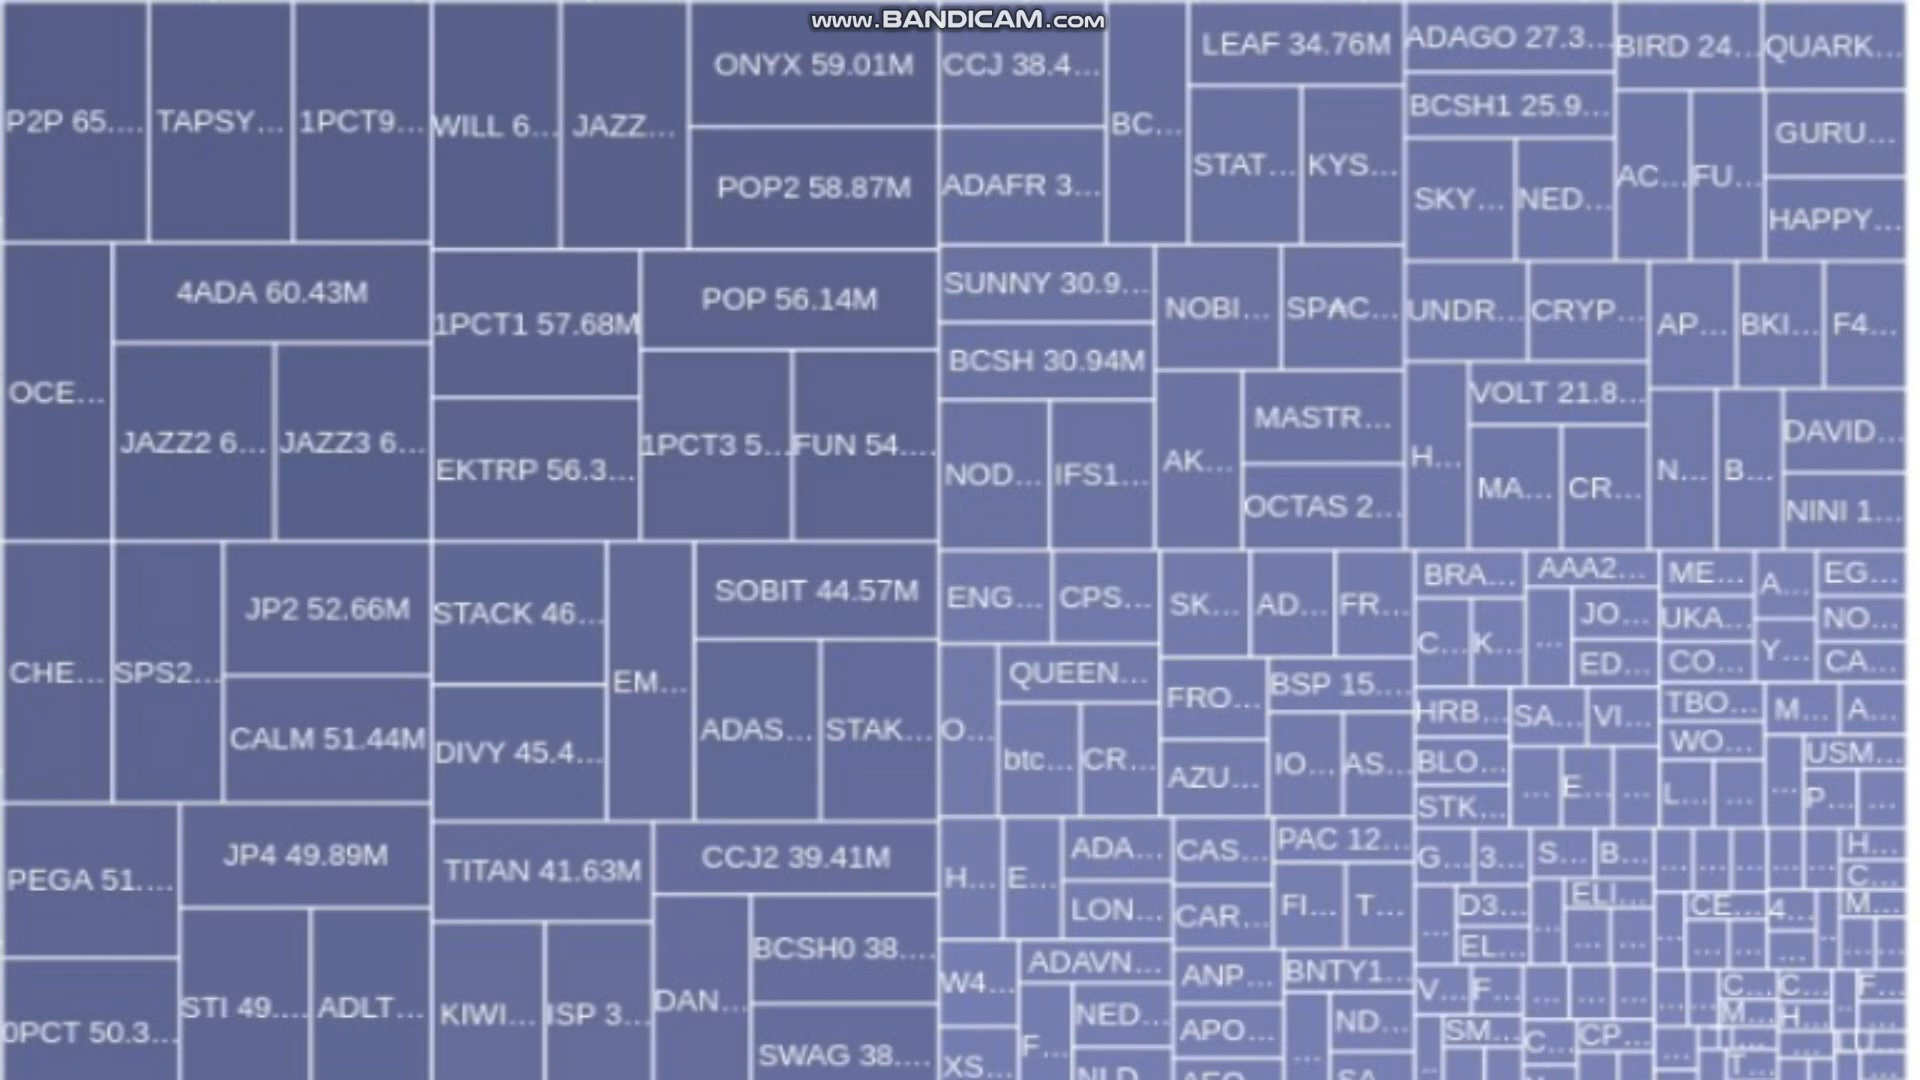 www.BANDICAM.com
P2P 65....
TAPSY...
1PCT9...
WILL 6...
JAZZ...
ONYX 59.01M
POP2 58.87M
CCJ 38.4...
ADAFR 3...
BC...
LEAF 34.76M
STAT...
KYS...
ADAGO 27.3...
BCSH1 25.9...
SKY...
NED...
BIRD 24...
QUARK...
AC...
FU...
GURU...
HAPPY...
OCE...
4ADA 60.43M
JAZZ2 6...
JAZZ3 6...
1PCT1 57.68M
EKTRP 56.3...
POP 56.14M
1PCT3 5...
FUN 54....
SUNNY 30.9...
BCSH 30.94M
NOD...
IFS1...
NOBI...
SPAC...
AK...
MASTR...
OCTAS 2...
UNDR...
CRYP...
H...
VOLT 21.8...
MA...
CR...
AP...
BKI...
F4...
N...
B...
DAVID...
NINI 1...
CHE...
SPS2...
JP2 52.66M
CALM 51.44M
STACK 46...
DIVY 45.4...
EM...
SOBIT 44.57M
ADAS...
STAK...
ENG...
CPS...
O...
QUEEN...
btc...
CR...
SK...
AD...
FR...
FRO...
AZU...
BSP 15....
IO...
AS...
BRA...
C...
K...
AAA2...
...
JO...
ED...
ME...
UKA...
CO...
A...
Y...
EG...
NO...
CA...
HRB...
BLO...
STK...
SA...
VI...
...
E...
...
TBO...
WO...
L...
...
M...
A...
...
USM...
P...
...
PEGA 51....
0PCT 50.3...
JP4 49.89M
STI 49....
ADLT...
TITAN 41.63M
KIWI...
ISP 3...
CCJ2 39.41M
DAN...
BCSH0 38....
SWAG 38....
H...
E...
ADA...
LON...
CAS...
CAR...
PAC 12...
FI...
T...
W4...
XS...
ADAVN...
F...
NED...
NLD...
ANP...
APO...
BNTY1...
...
ND...
SA...
G...
3...
S...
B...
...
D3...
EL...
ELI...
H...
C...
CE...
4...
M...
V...
F...
SM...
C...
CP...
C...
M...
C...
H...
F...
T...